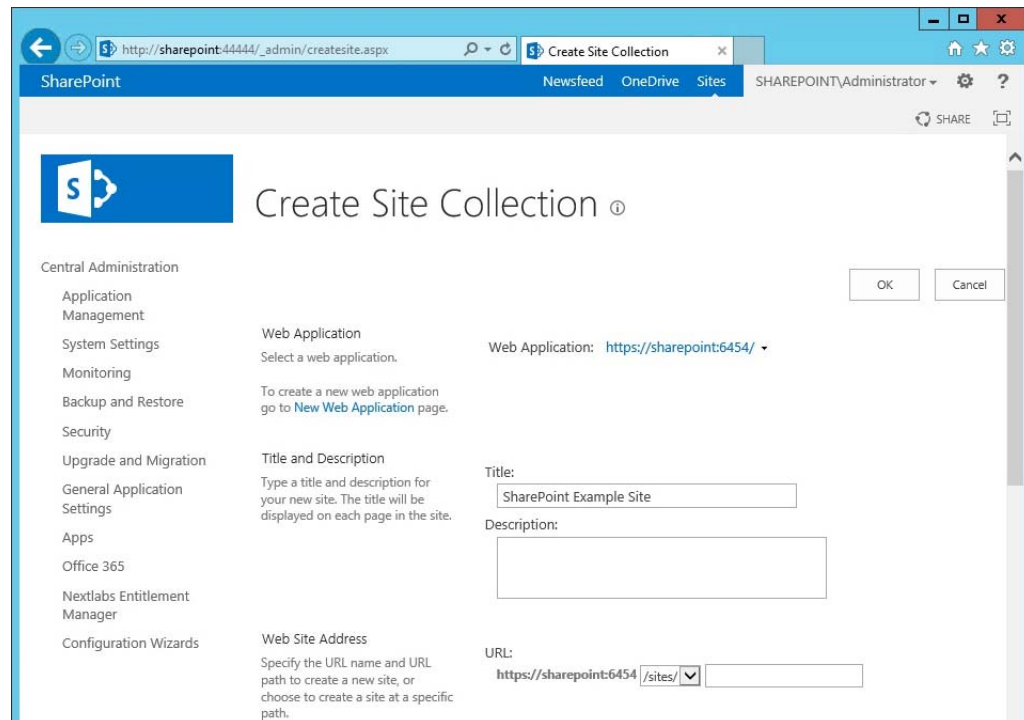 http://sharepoint:44444/_admin/createsite.aspx
Create Site Collection
SharePoint
Newsfeed OneDrive Sites SHAREPOINT\Administrator ?
SHARE
S
Create Site Collection
Central Administration
Application
Management
System Settings
Monitoring
Backup and Restore
Security
Upgrade and Migration
General Application
Settings
Apps
Office 365
Nextlabs Entitlement
Manager
Configuration Wizards
OK Cancel
Web Application
Select a web application.
To create a new web application
go to New Web Application page.
Web Application: https://sharepoint:6454/
Title and Description
Type a title and description for
your new site. The title will be
displayed on each page in the site.
Title:
SharePoint Example Site
Description:
Web Site Address
Specify the URL name and URL
path to create a new site, or
choose to create a site at a specific
path.
URL:
https://sharepoint:6454 /sites/